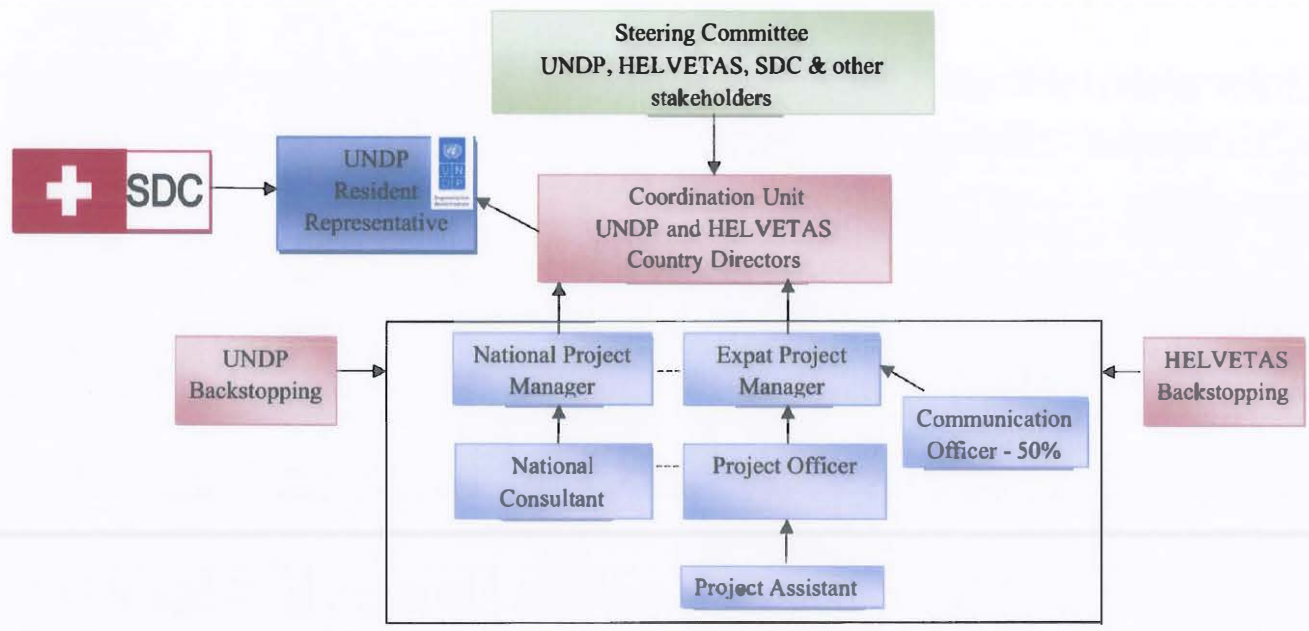 Steering Committee
UNDP, HELVETAS, SDC & other
stakeholders
SDC
UNDP
Resident
Representative
U N
D P
Coordination Unit
UNDP and HELVETAS
Country Directors
UNDP
Backstopping
National Project
Manager
Expat Project
Manager
HELVETAS
Backstopping
Communication
Officer - 50%
National
Consultant
Project Officer
Project Assistant